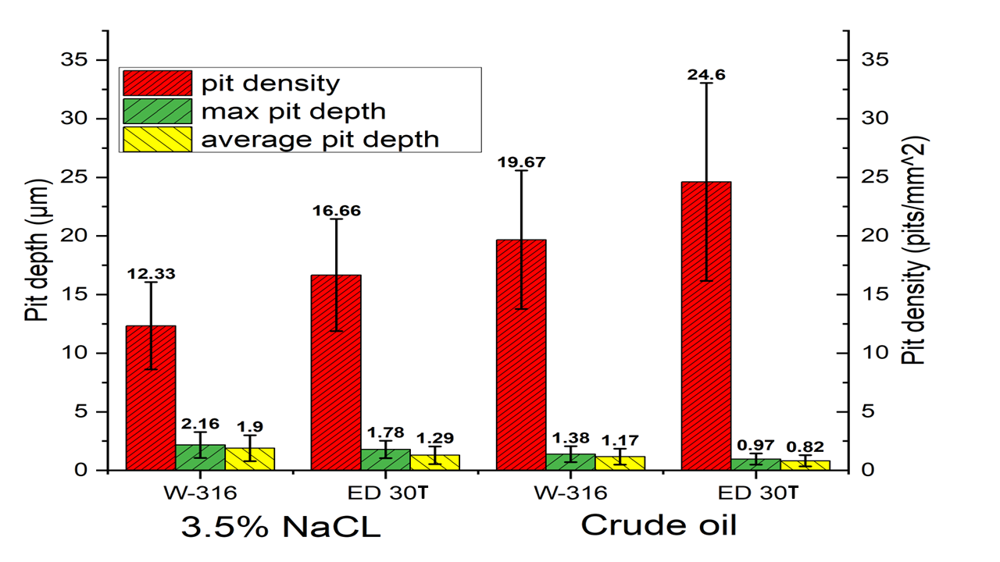 pit density
max pit depth
average pit depth
35
30
25
20
15
10
5
0
Pit depth (µm)
35
30
25
20
15
10
5
0
Pit density (pits/mm^2)
12.33
2.16
1.9
16.66
1.78
1.29
19.67
1.38
1.17
24.6
0.97
0.82
W-316
ED 30T
W-316
ED 30T
3.5% NaCL
Crude oil